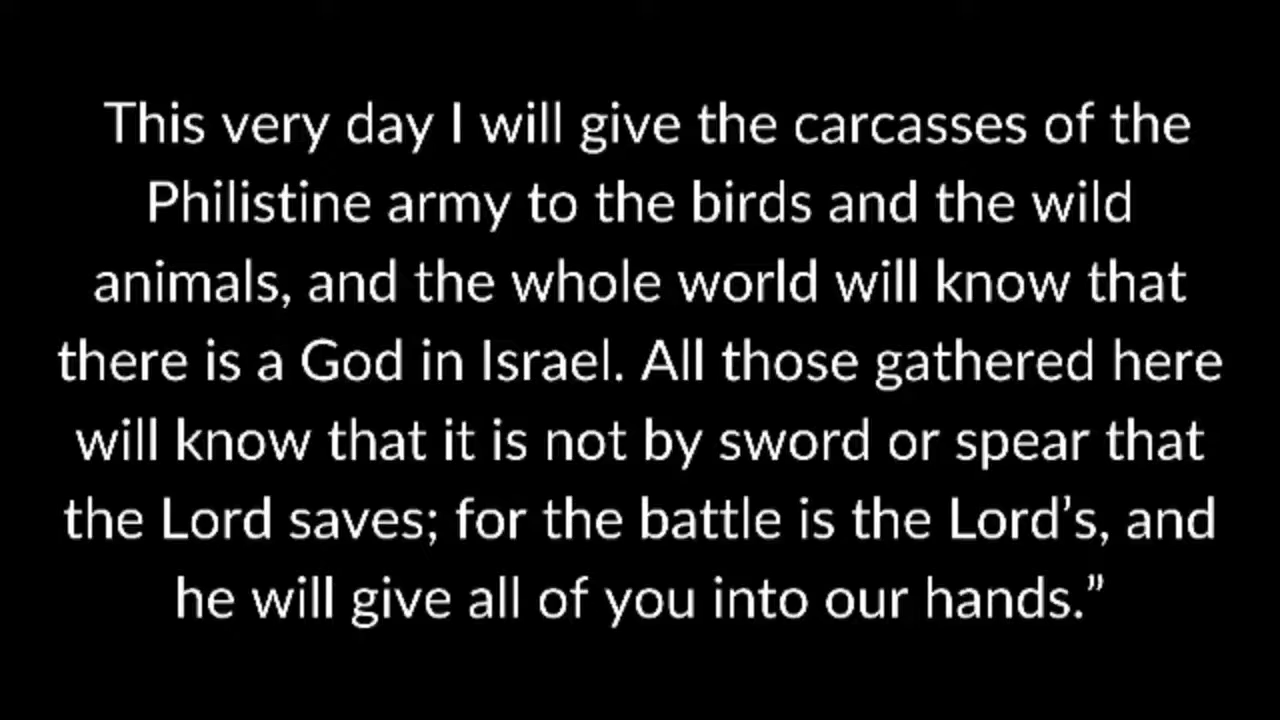 This very day I will give the carcasses of the
Philistine army to the birds and the wild
animals, and the whole world will know that
there is a God in Israel. All those gathered here
will know that it is not by sword or spear that
the Lord saves; for the battle is the Lord’s, and
he will give all of you into our hands.”